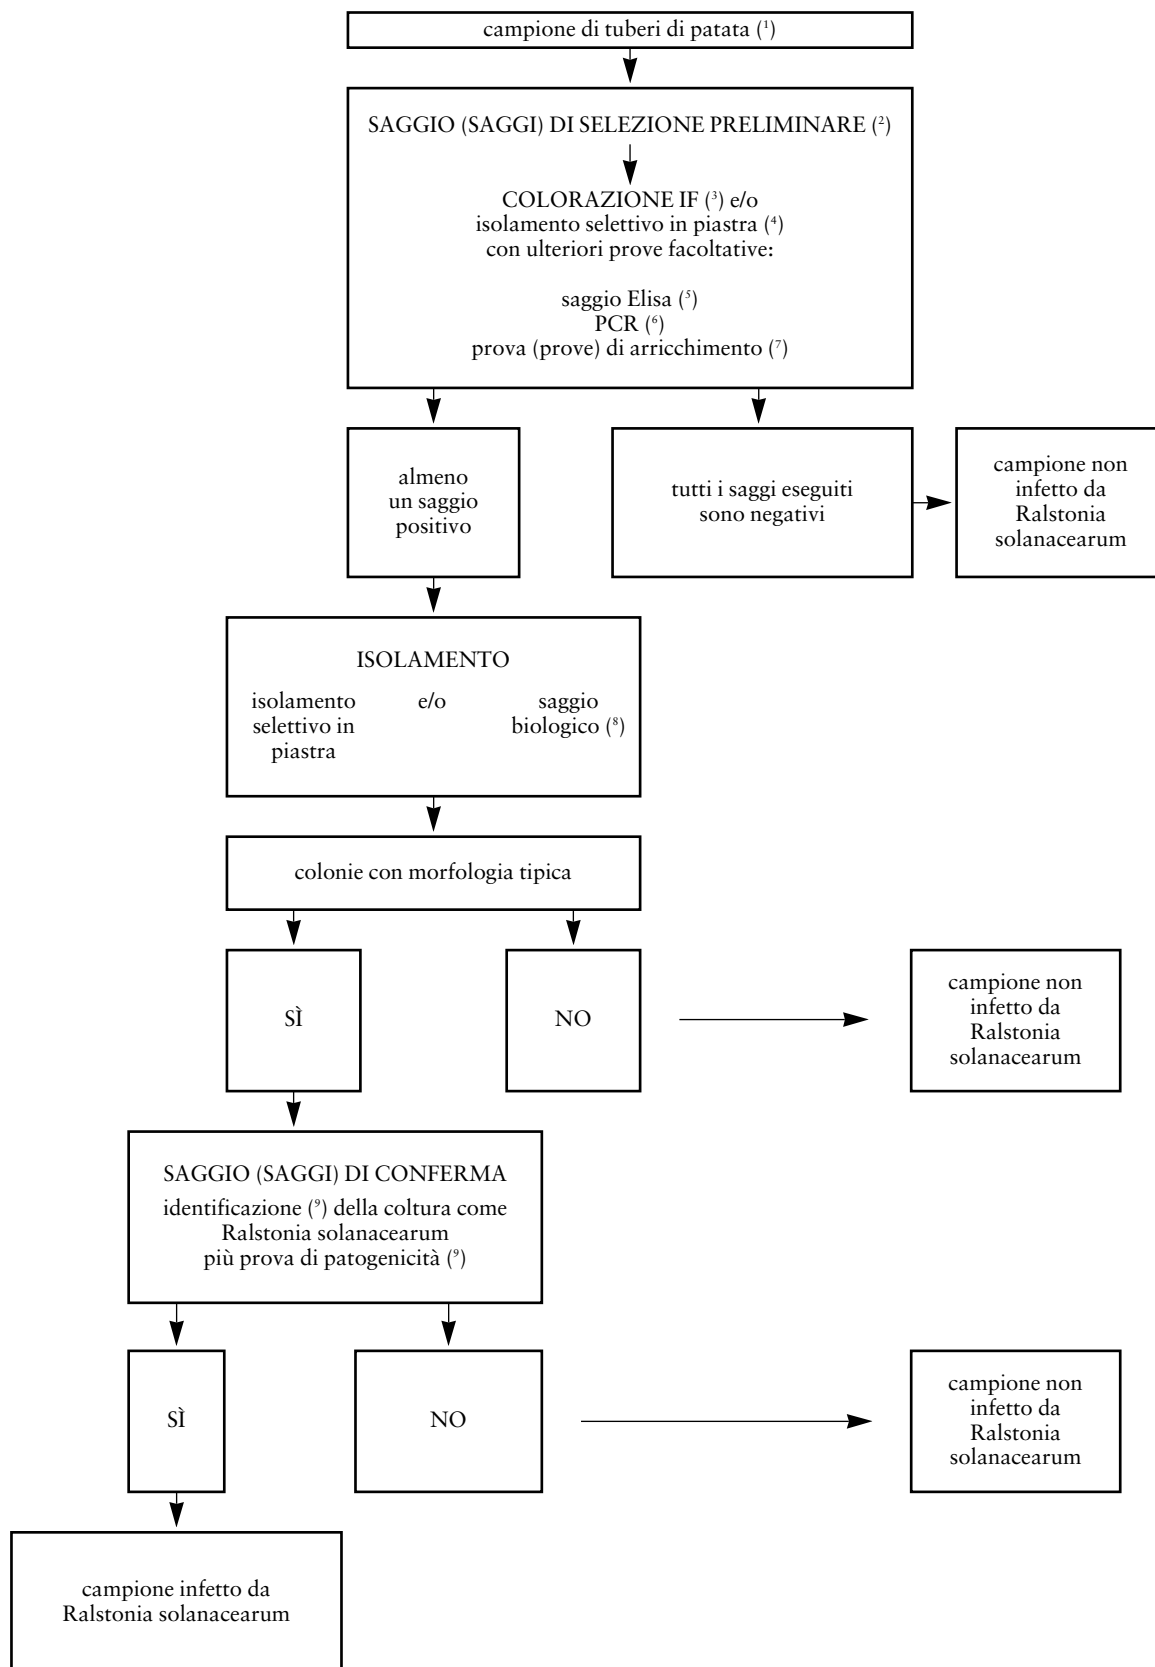 campione di tuberi di patata (¹)
SAGGIO (SAGGI) DI SELEZIONE PRELIMINARE (²)
COLORAZIONE IF (³) e/o
isolamento selettivo in piastra (⁴)
con ulteriori prove facoltative:
saggio Elisa (⁵)
PCR (⁶)
prova (prove) di arricchimento (⁷)
almeno
un saggio
positivo
tutti i saggi eseguiti
sono negativi
campione non
infetto da
Ralstonia
solanacearum
ISOLAMENTO
isolamento
selettivo in
piastra
e/o
saggio
biologico (⁸)
colonie con morfologia tipica
SÌ
NO
campione non
infetto da
Ralstonia
solanacearum
SAGGIO (SAGGI) DI CONFERMA
identificazione (⁹) della coltura come
Ralstonia solanacearum
più prova di patogenicità (⁹)
SÌ
NO
campione non
infetto da
Ralstonia
solanacearum
campione infetto da
Ralstonia solanacearum